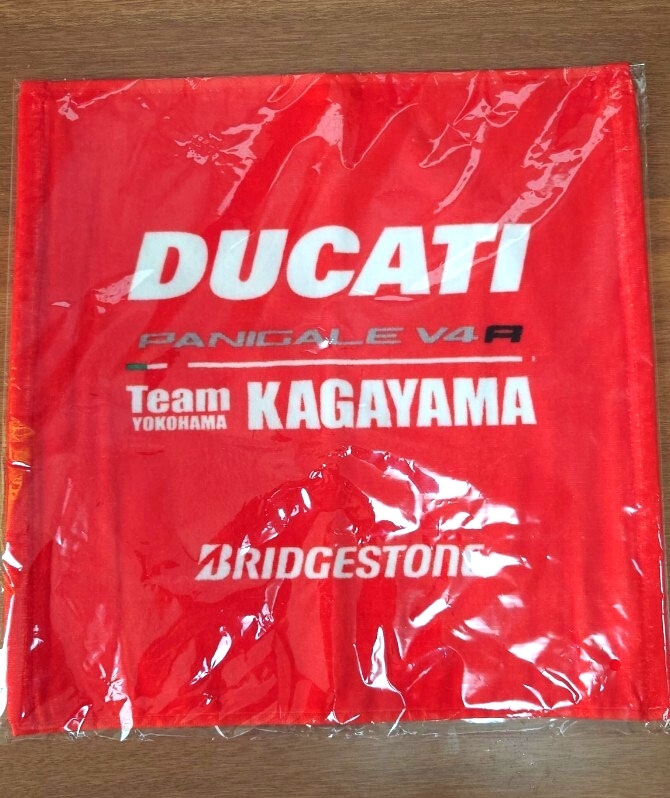 DUCATI
PANIGALE V4 R
Team YOKOHAMA KAGAYAMA
BRIDGESTONE